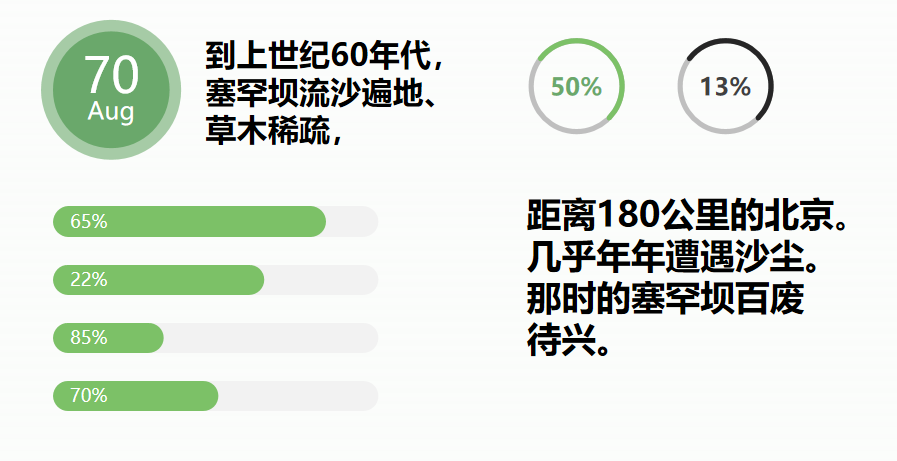 70
Aug
到上世纪60年代，
塞罕坝流沙遍地、
草木稀疏，
50%
13%
65%
22%
85%
70%
距离180公里的北京。
几乎年年遭遇沙尘。
那时的塞罕坝百废
待兴。